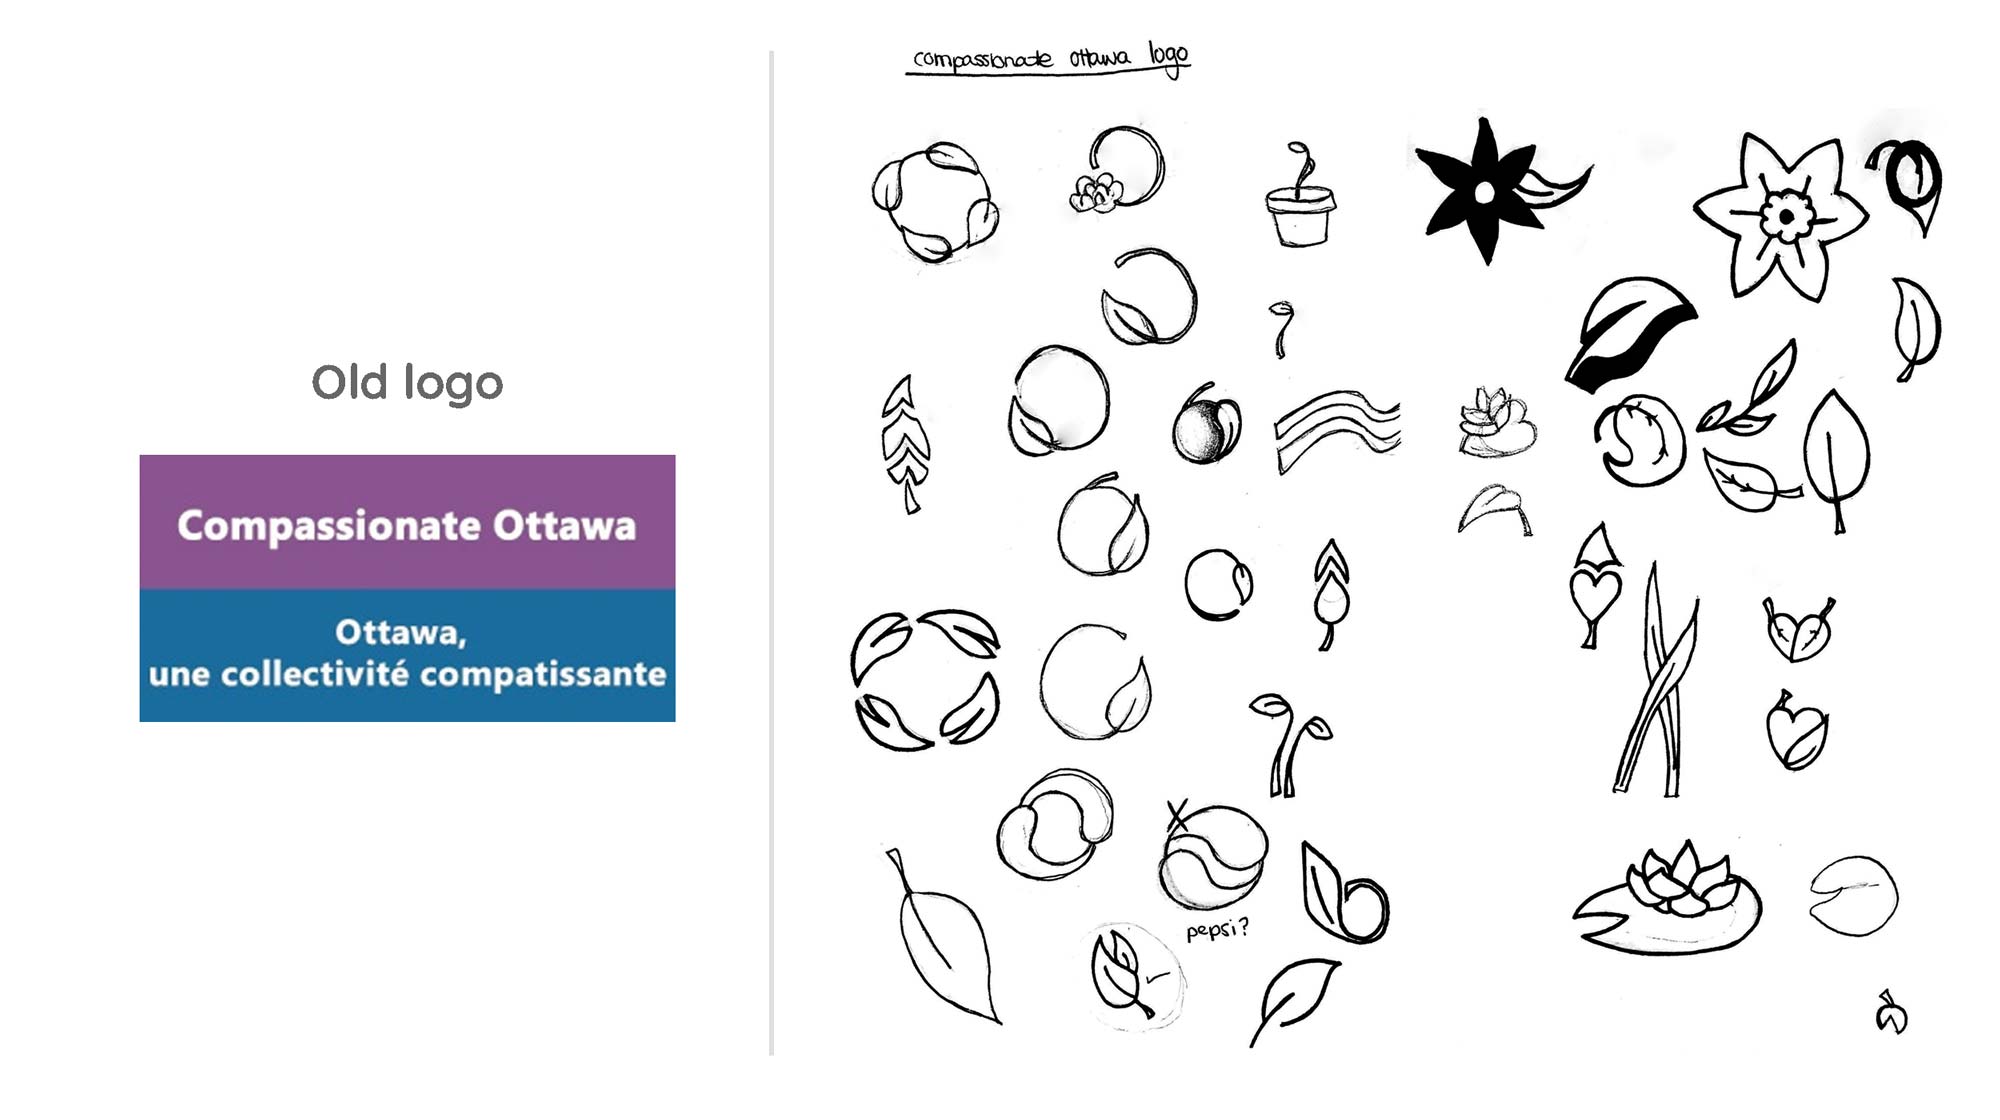 Old logo
Compassionate Ottawa
Ottawa,
une collectivité compatissante
compassionate ottawa logo
pepsi?